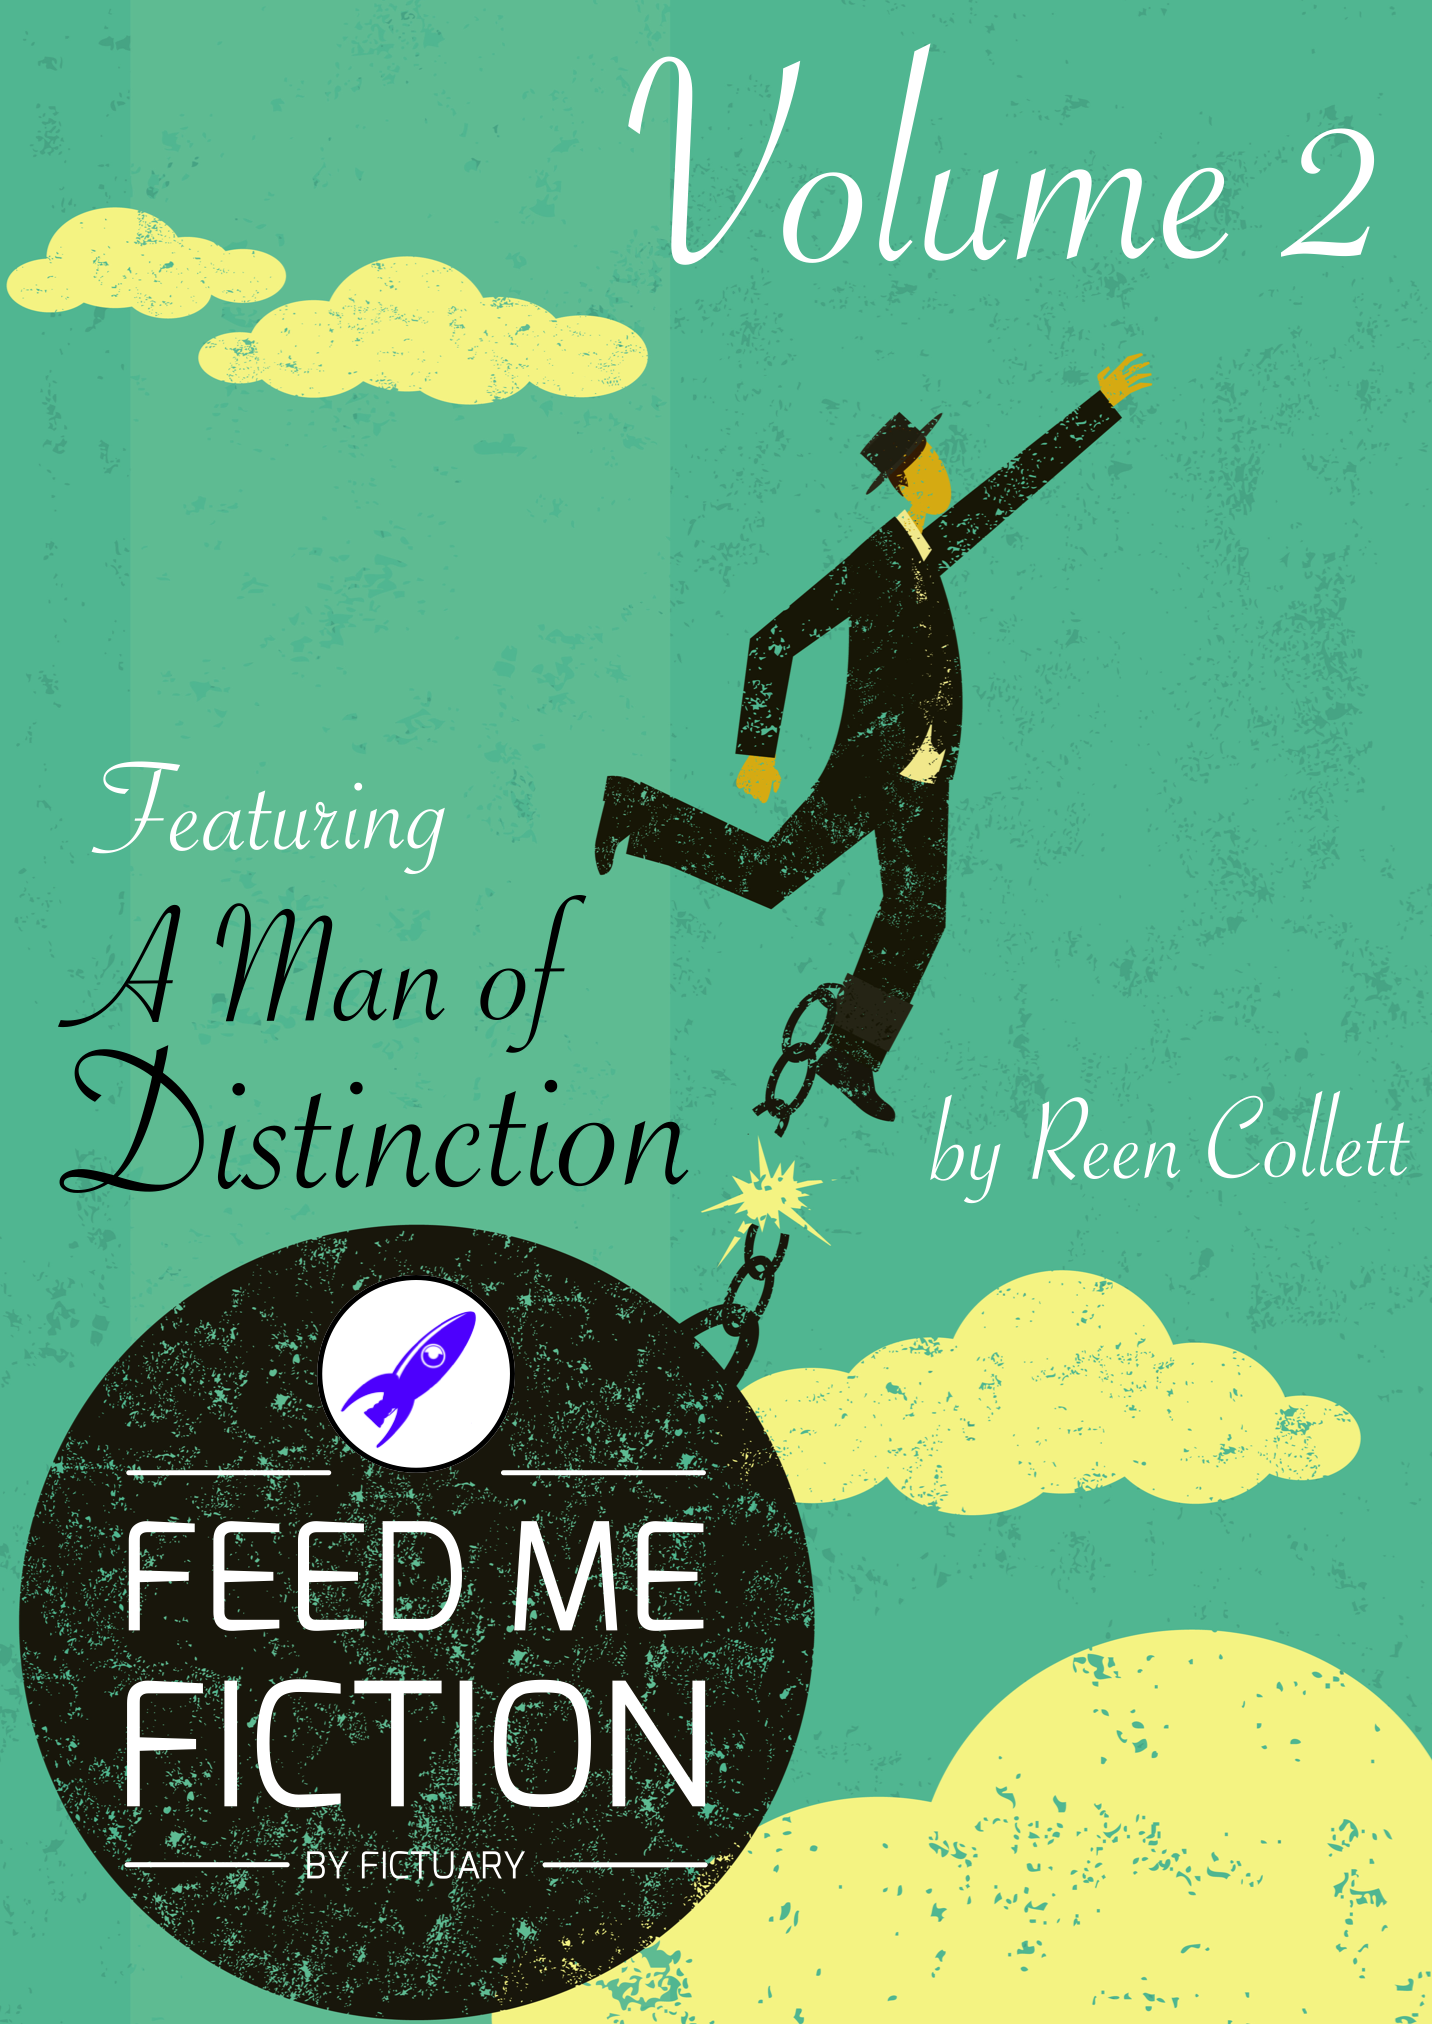 Volume 2
Featuring
A Man of
Distinction
by Reen Collett
FEED ME
FICTION
BY FICTUARY